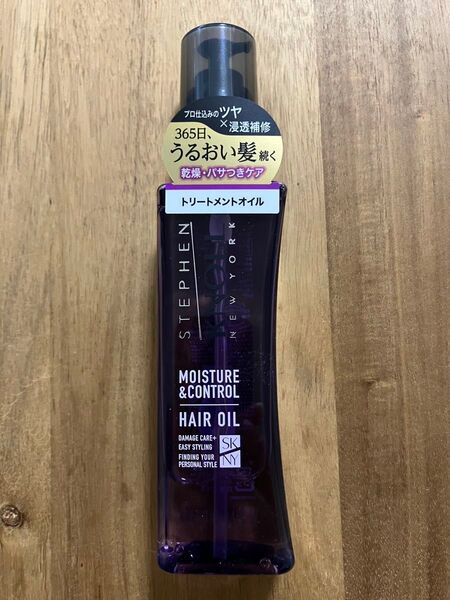 プロ仕込みのツヤ
×浸透補修
365日、
うるおい髪続く
乾燥・パサつきケア
トリートメントオイル
STEPHEN
NEW YORK
MOISTURE
&CONTROL
HAIR OIL
DAMAGE CARE+
EASY STYLING
FINDING YOUR
PERSONAL STYLE
SK
NY